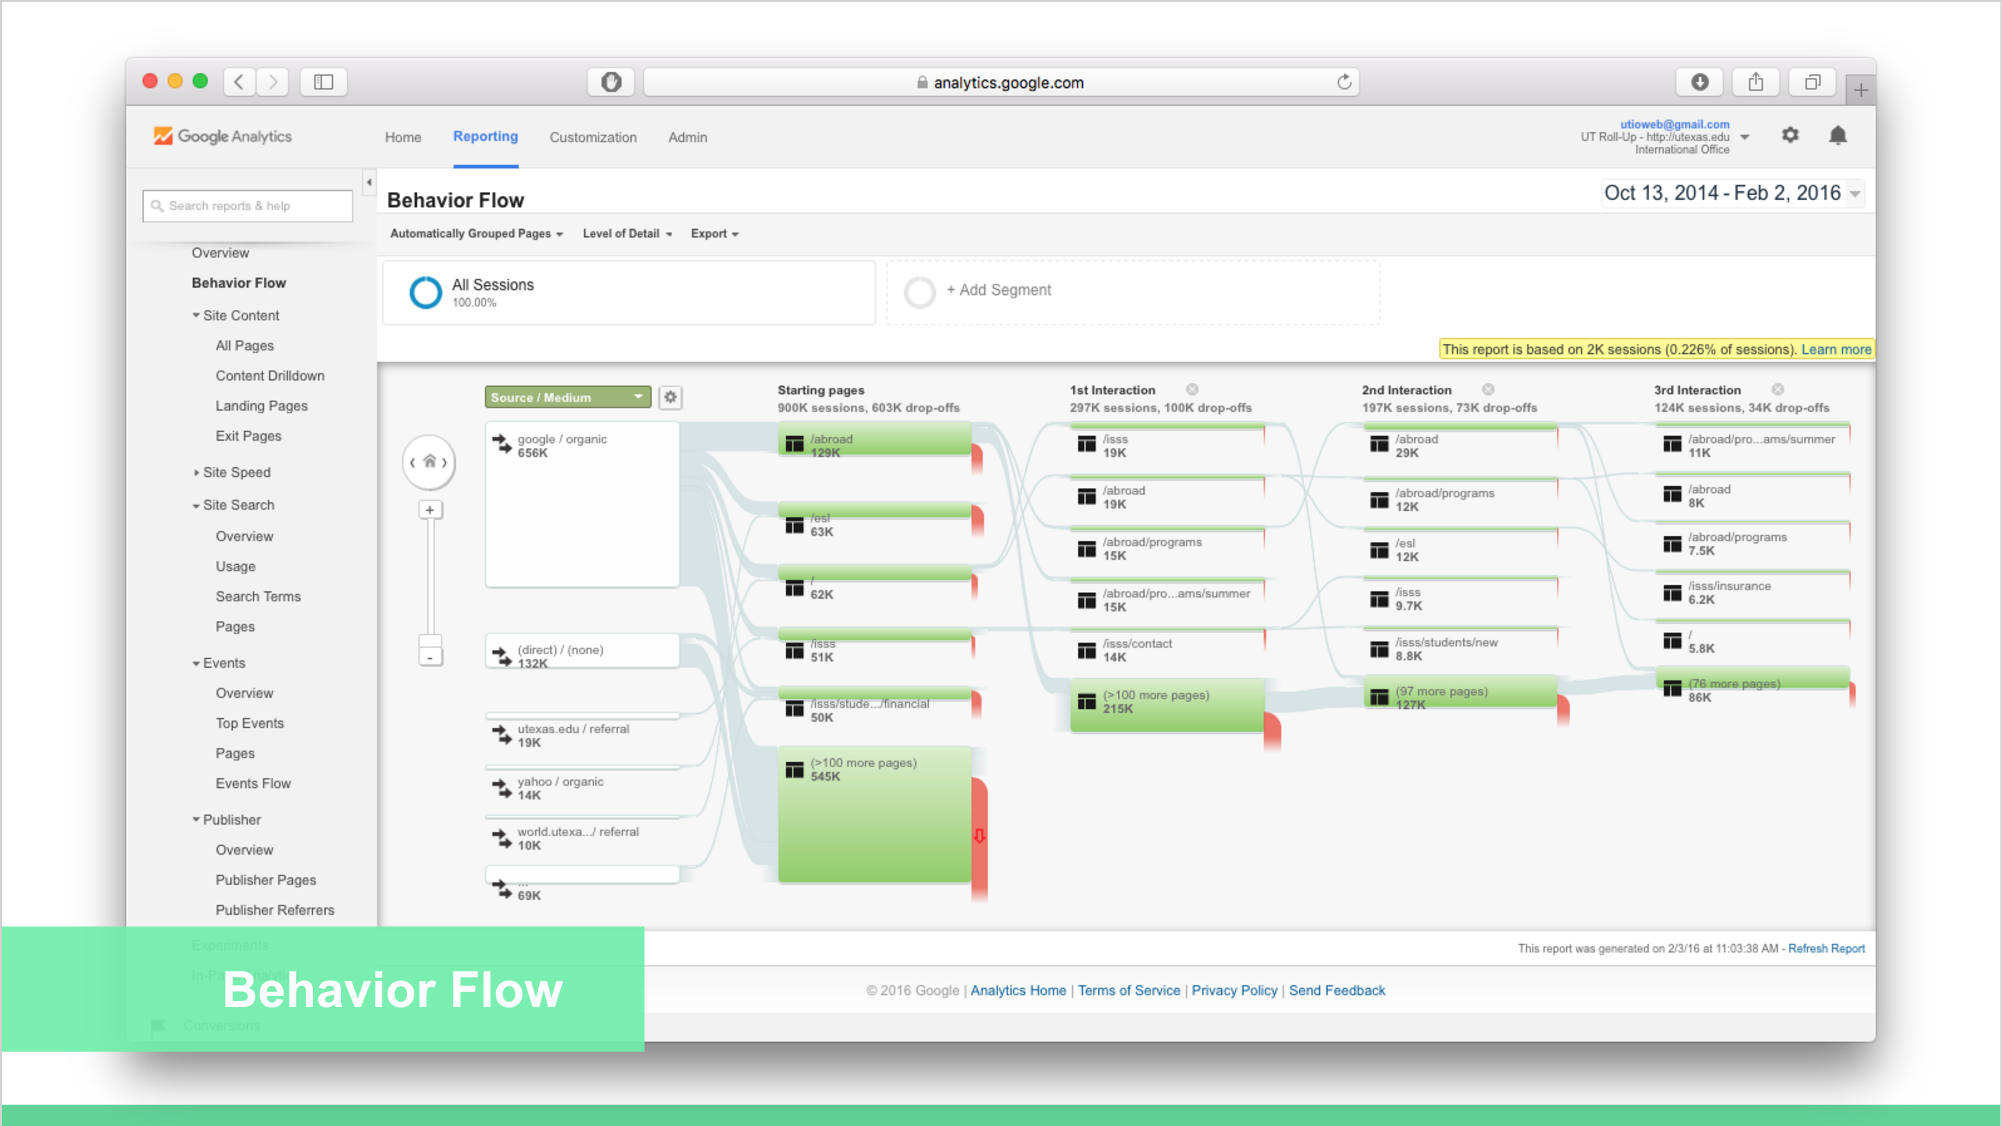 analytics.google.com
Google Analytics
Home
Reporting
Customization
Admin
utioweb@gmail.com
UT Roll-Up - http://utexas.edu
International Office
Search reports & help
Behavior Flow
Oct 13, 2014 - Feb 2, 2016
Automatically Grouped Pages
Level of Detail
Export
Overview
Behavior Flow
Site Content
All Pages
Content Drilldown
Landing Pages
Exit Pages
Site Speed
Site Search
Overview
Usage
Search Terms
Pages
Events
Overview
Top Events
Pages
Events Flow
Publisher
Overview
Publisher Pages
Publisher Referrers
Experiments
Conversions
All Sessions
100.00%
+ Add Segment
This report is based on 2K sessions (0.226% of sessions). Learn more
Source / Medium
google / organic
656K
(direct) / (none)
132K
utexas.edu / referral
19K
yahoo / organic
14K
world.utexa.../ referral
10K
...
69K
Starting pages
900K sessions, 603K drop-offs
/abroad
129K
/esl
63K
/
62K
/isss
51K
/isss/stude.../financial
50K
(>100 more pages)
545K
1st Interaction
297K sessions, 100K drop-offs
/isss
19K
/abroad
19K
/abroad/programs
15K
/abroad/pro...ams/summer
15K
/isss/contact
14K
(>100 more pages)
215K
2nd Interaction
197K sessions, 73K drop-offs
/abroad
29K
/abroad/programs
12K
/esl
12K
/isss
9.7K
/isss/students/new
8.8K
(97 more pages)
127K
3rd Interaction
124K sessions, 34K drop-offs
/abroad/pro...ams/summer
11K
/abroad
8K
/abroad/programs
7.5K
/isss/insurance
6.2K
/
5.8K
(76 more pages)
86K
+
-
This report was generated on 2/3/16 at 11:03:38 AM - Refresh Report
© 2016 Google | Analytics Home | Terms of Service | Privacy Policy | Send Feedback
Behavior Flow